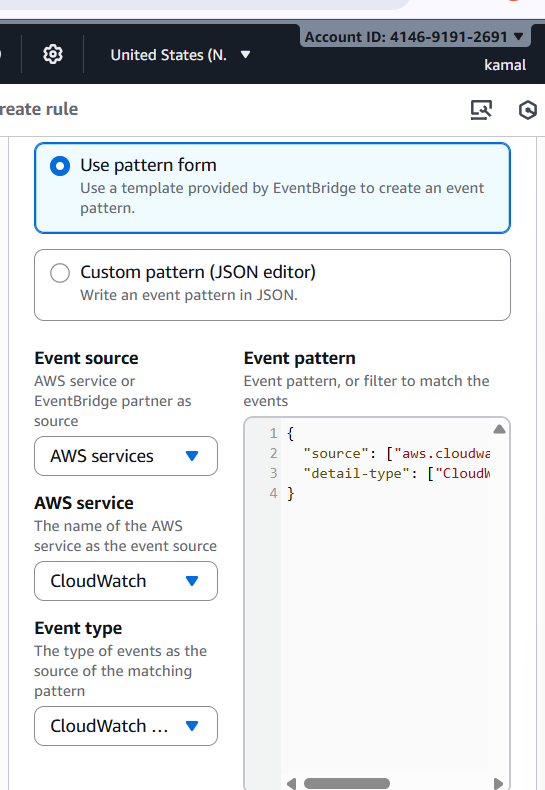 United States (N.
Account ID: 4146-9191-2691
kamal
reate rule
Use pattern form
Use a template provided by EventBridge to create an event
pattern.
Custom pattern (JSON editor)
Write an event pattern in JSON.
Event source
AWS service or
EventBridge partner as
source
AWS services
AWS service
The name of the AWS
service as the event source
CloudWatch
Event type
The type of events as the
source of the matching
pattern
CloudWatch ...
Event pattern
Event pattern, or filter to match the
events
1 {
2 "source": ["aws.cloudwa
3 "detail-type": ["CloudW
4 }